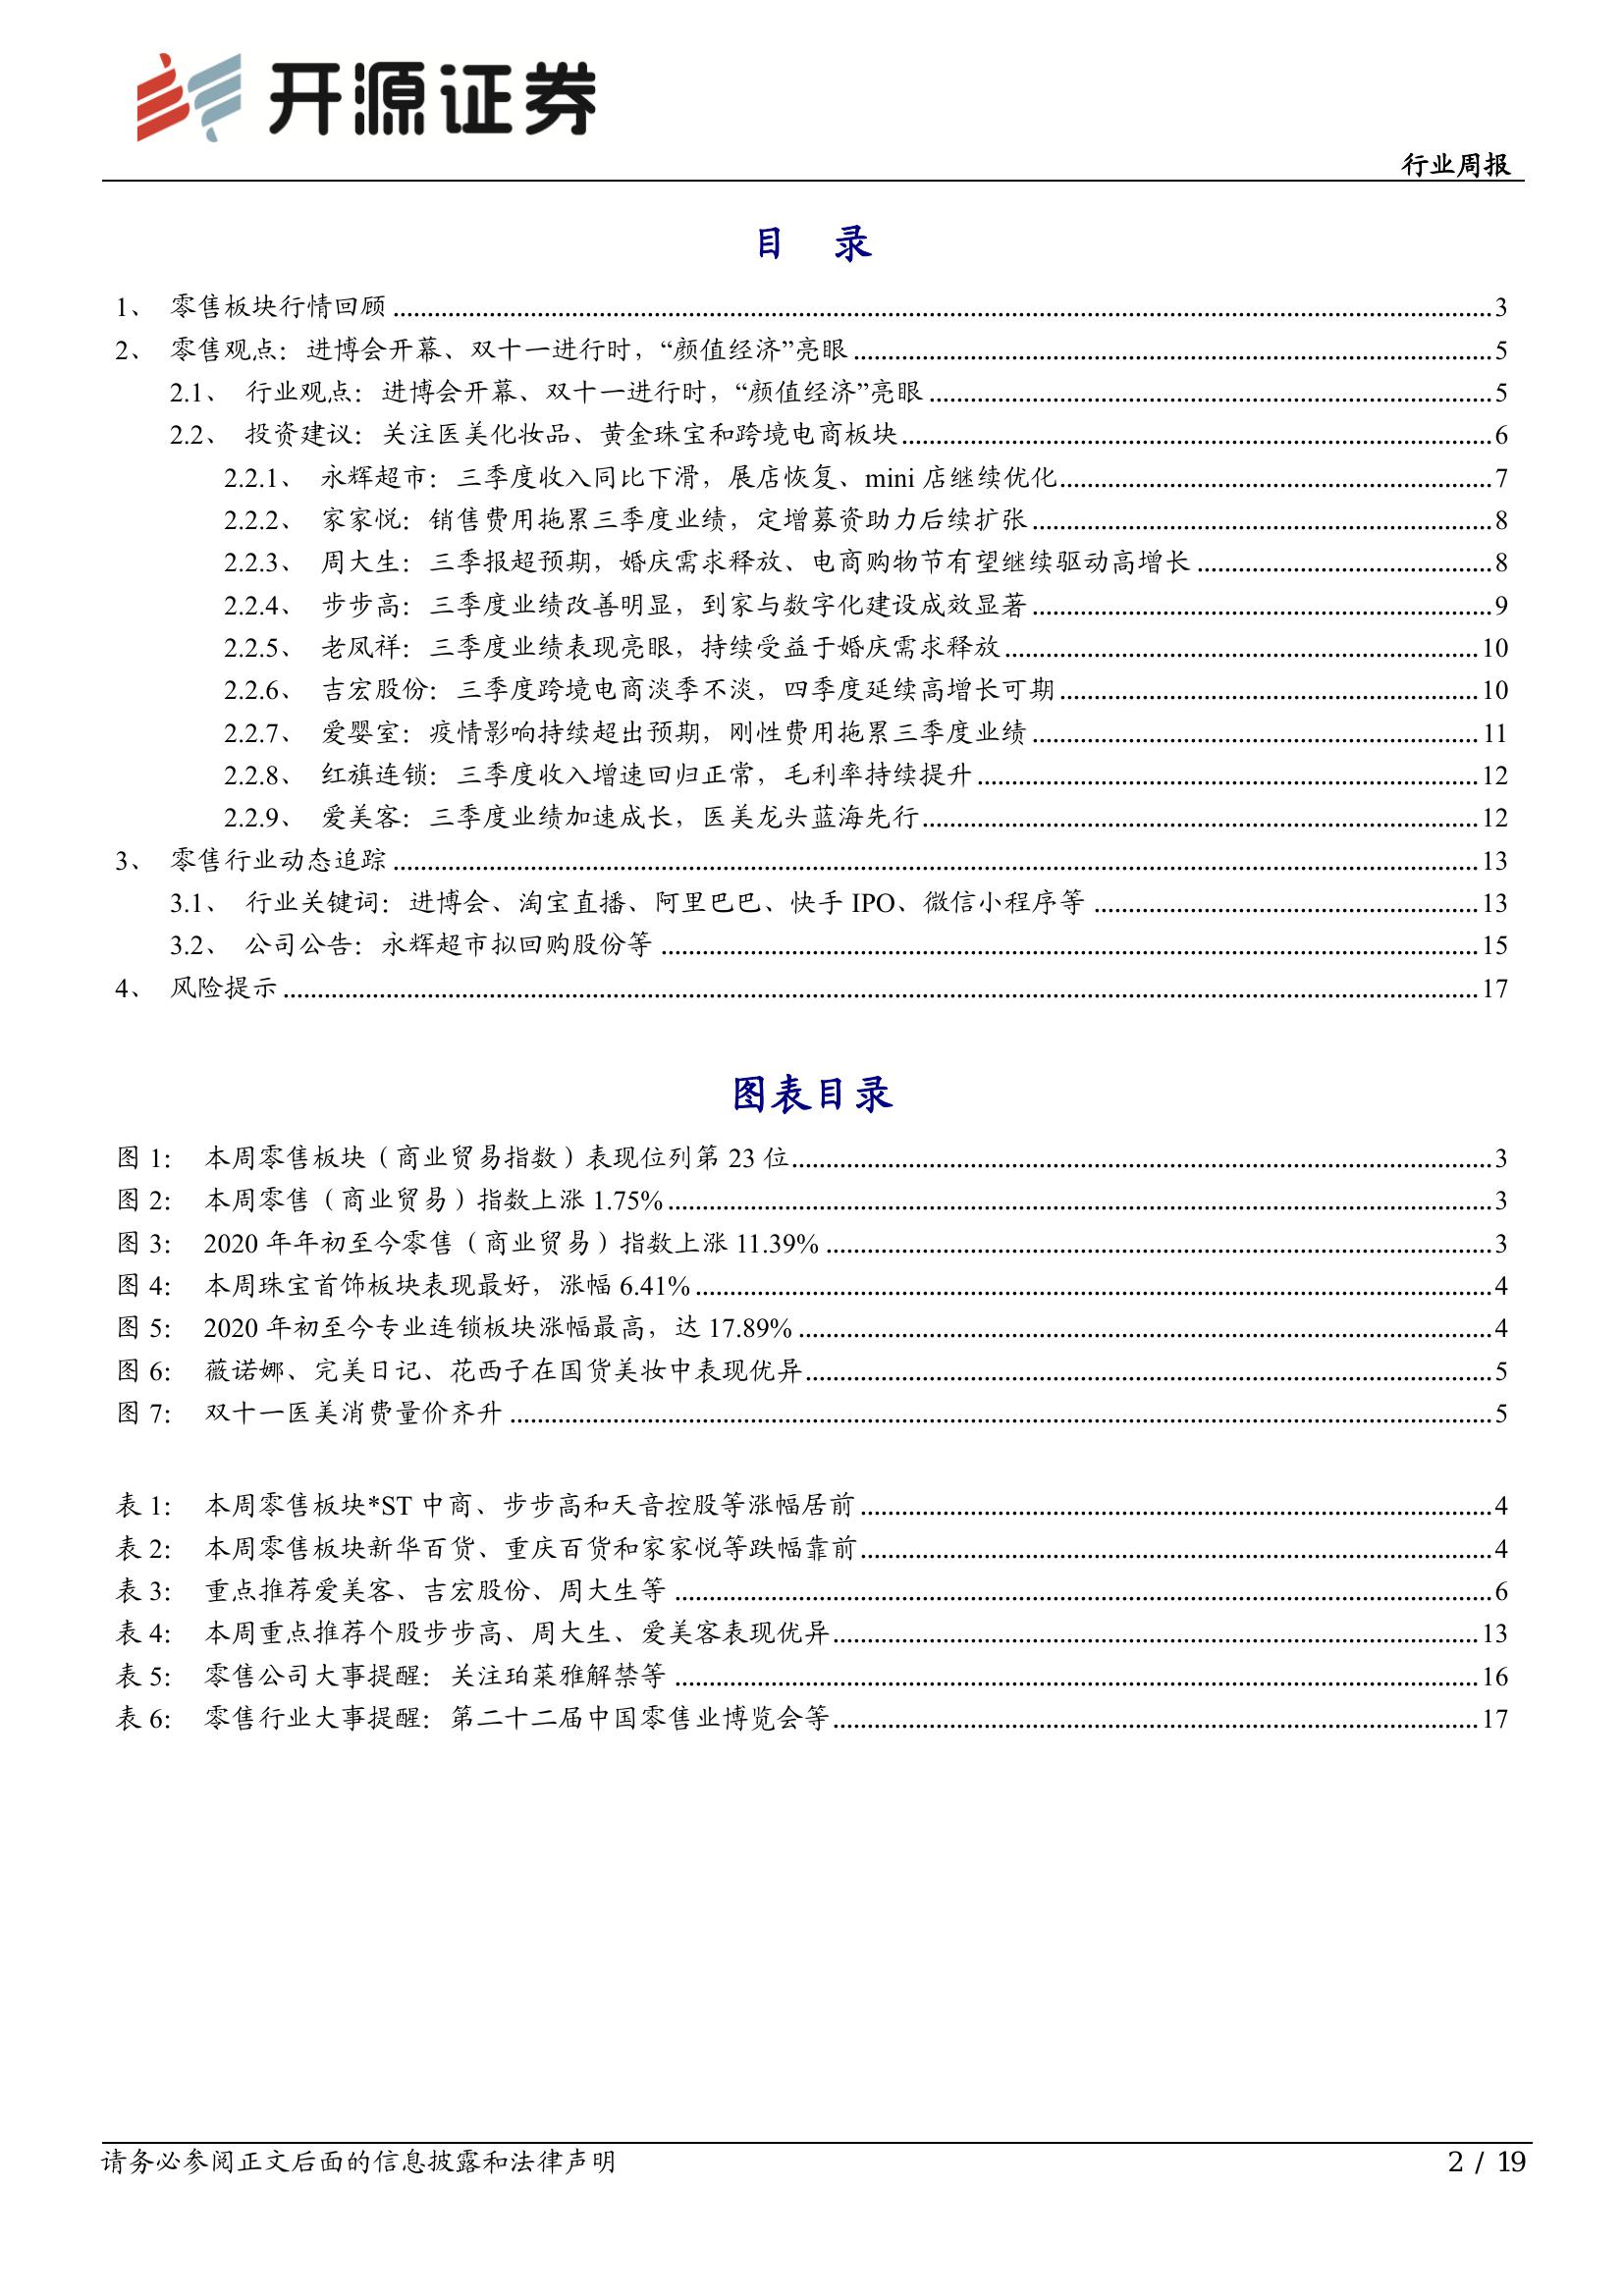 开源证券
行业周报
目 录
1、 零售板块行情回顾 3
2、 零售观点：进博会开幕、双十一进行时，“颜值经济”亮眼 5
2.1、 行业观点：进博会开幕、双十一进行时，“颜值经济”亮眼 5
2.2、 投资建议：关注医美化妆品、黄金珠宝和跨境电商板块 6
2.2.1、 永辉超市：三季度收入同比下滑，展店恢复、mini 店继续优化 7
2.2.2、 家家悦：销售费用拖累三季度业绩，定增募资助力后续扩张 8
2.2.3、 周大生：三季报超预期，婚庆需求释放、电商购物节有望继续驱动高增长 8
2.2.4、 步步高：三季度业绩改善明显，到家与数字化建设成效显著 9
2.2.5、 老凤祥：三季度业绩表现亮眼，持续受益于婚庆需求释放 10
2.2.6、 吉宏股份：三季度跨境电商淡季不淡，四季度延续高增长可期 10
2.2.7、 爱婴室：疫情影响持续超出预期，刚性费用拖累三季度业绩 11
2.2.8、 红旗连锁：三季度收入增速回归正常，毛利率持续提升 12
2.2.9、 爱美客：三季度业绩加速成长，医美龙头蓝海先行 12
3、 零售行业动态追踪 13
3.1、 行业关键词：进博会、淘宝直播、阿里巴巴、快手 IPO、微信小程序等 13
3.2、 公司公告：永辉超市拟回购股份等 15
4、 风险提示 17
图表目录
图 1： 本周零售板块（商业贸易指数）表现位列第 23 位 3
图 2： 本周零售（商业贸易）指数上涨 1.75% 3
图 3： 2020 年年初至今零售（商业贸易）指数上涨 11.39% 3
图 4： 本周珠宝首饰板块表现最好，涨幅 6.41% 4
图 5： 2020 年初至今专业连锁板块涨幅最高，达 17.89% 4
图 6： 薇诺娜、完美日记、花西子在国货美妆中表现优异 5
图 7： 双十一医美消费量价齐升 5
表 1： 本周零售板块*ST 中商、步步高和天音控股等涨幅居前 4
表 2： 本周零售板块新华百货、重庆百货和家家悦等跌幅靠前 4
表 3： 重点推荐爱美客、吉宏股份、周大生等 6
表 4： 本周重点推荐个股步步高、周大生、爱美客表现优异 13
表 5： 零售公司大事提醒：关注珀莱雅解禁等 16
表 6： 零售行业大事提醒：第二十二届中国零售业博览会等 17
请务必参阅正文后面的信息披露和法律声明 2 / 19